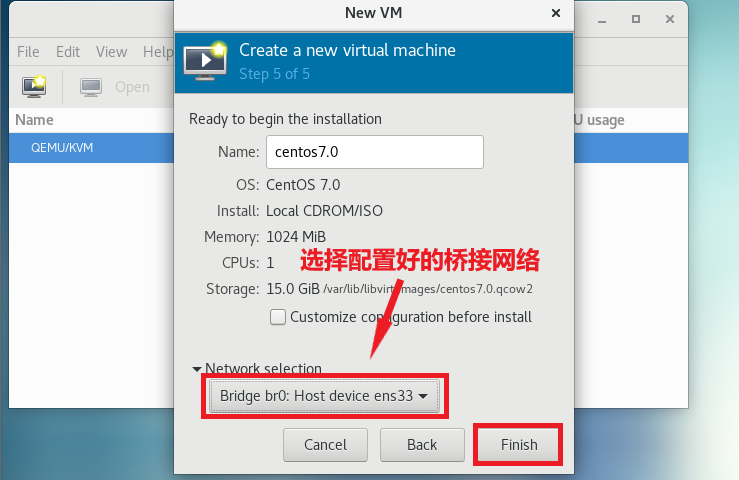 New VM
File Edit View Help
Create a new virtual machine
Step 5 of 5
Open
Name
U usage
QEMU/KVM
Ready to begin the installation
Name: centos7.0
OS: CentOS 7.0
Install: Local CDROM/ISO
Memory: 1024 MiB
CPUs: 1
选择配置好的桥接网络
Storage: 15.0 GiB /var/lib/libvirt/images/centos7.0.qcow2
Customize configuration before install
Network selection
Bridge br0: Host device ens33
Cancel Back Finish